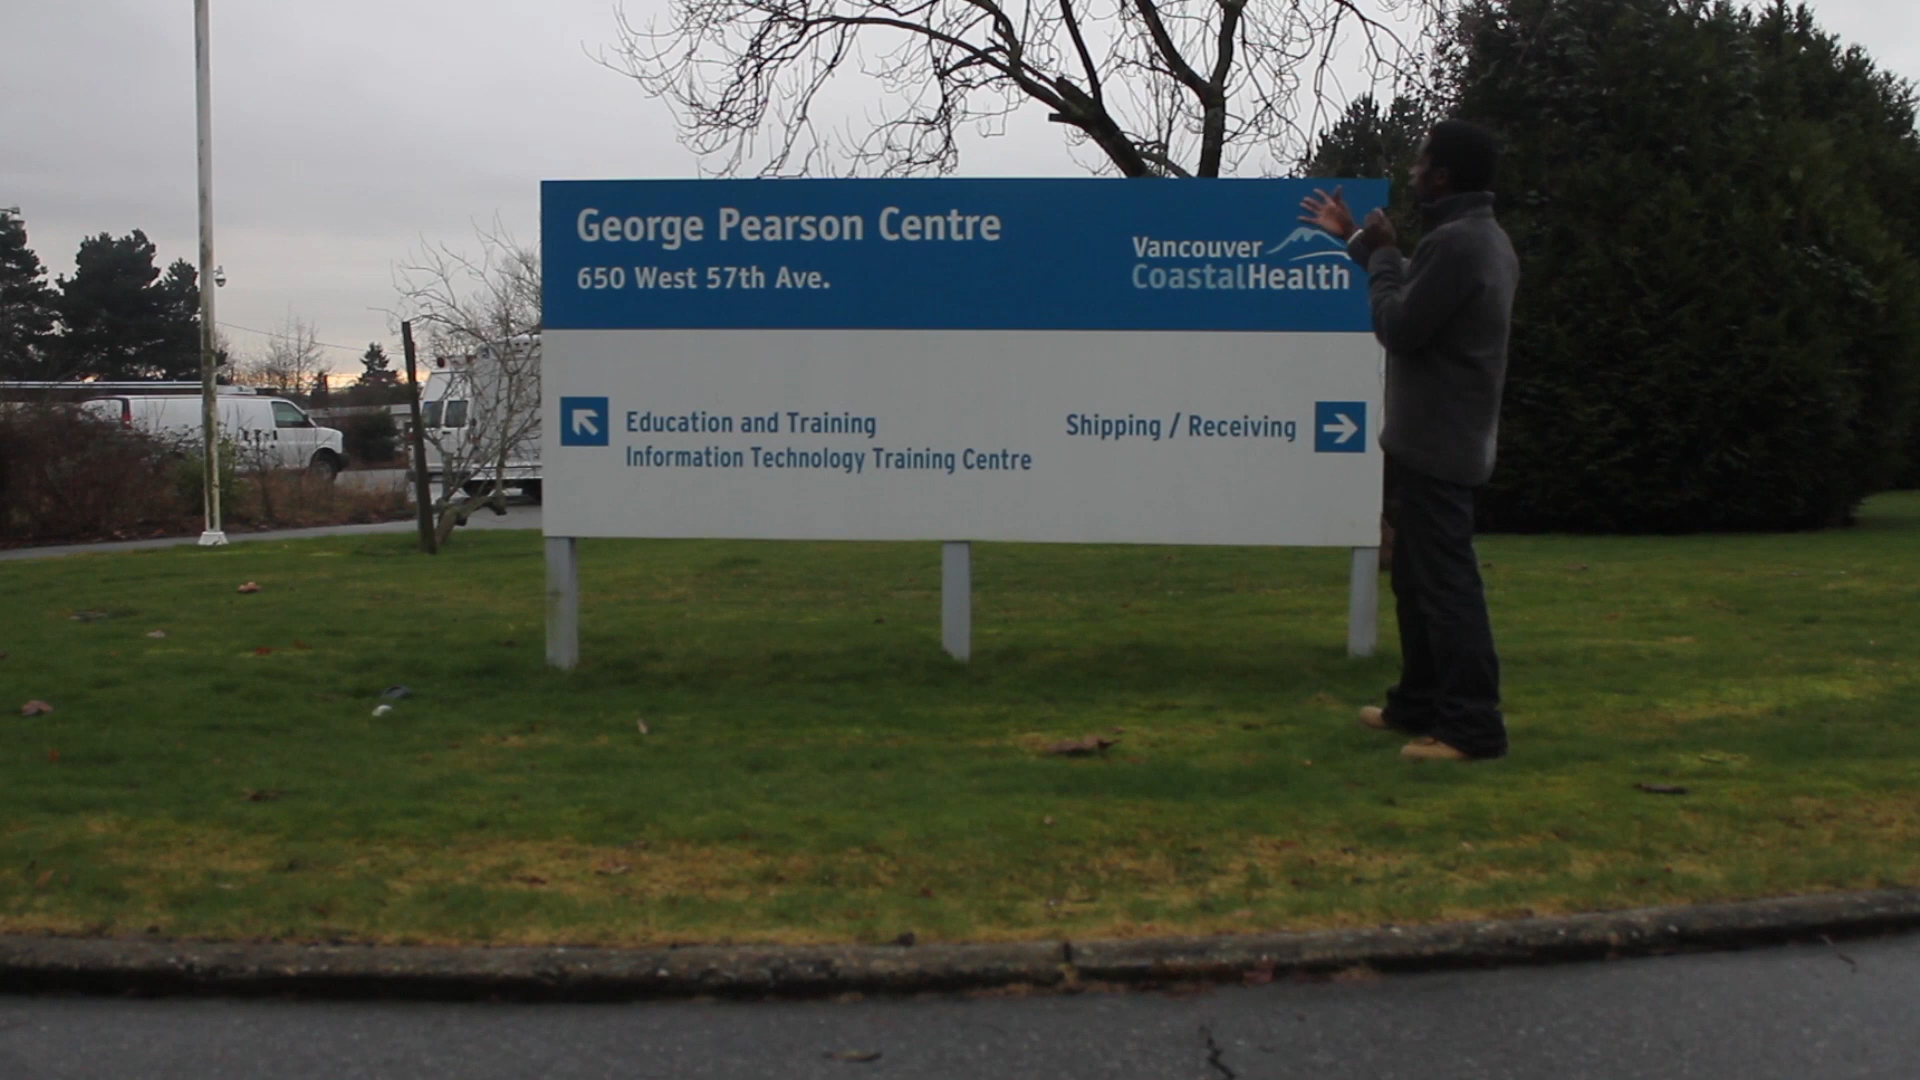 George Pearson Centre
650 West 57th Ave.
Vancouver
CoastalHealth
Education and Training
Information Technology Training Centre
Shipping / Receiving